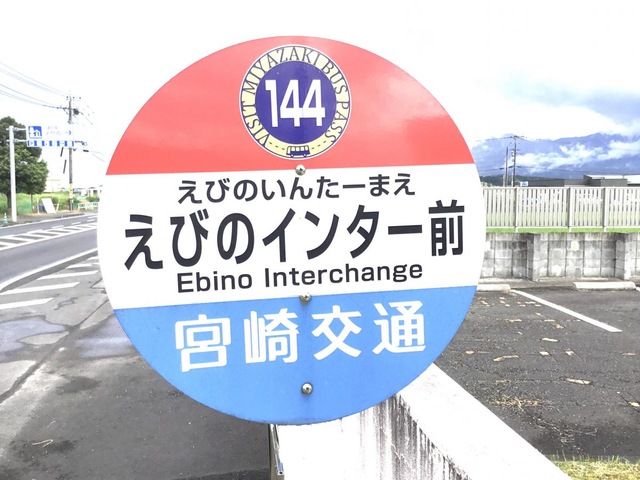 VISIT MIYAZAKI BUS PASS
144
えびのいんたーまえ
えびのインター前
Ebino Interchange
宮崎交通